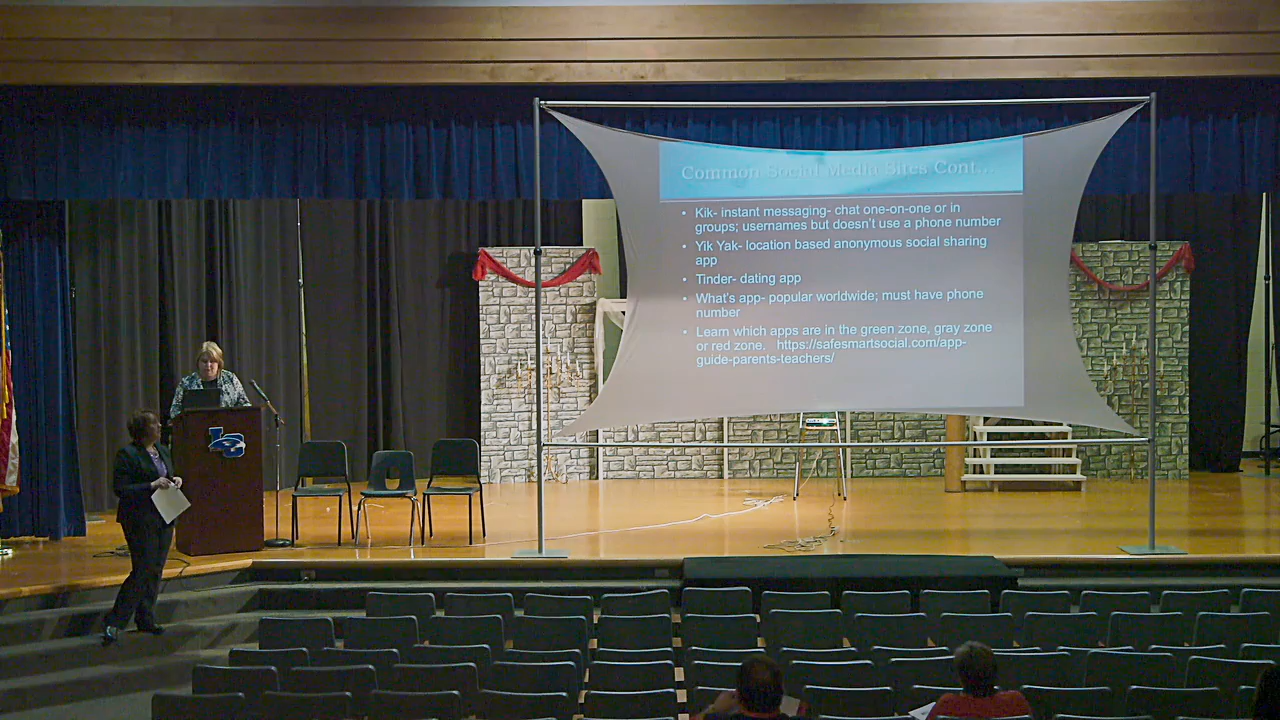 Common Social Media Sites Cont...
• Kik- instant messaging- chat one-on-one or in
groups; usernames but doesn't use a phone number
• Yik Yak- location based anonymous social sharing
app
• Tinder- dating app
• What's app- popular worldwide; must have phone
number
• Learn which apps are in the green zone, gray zone
or red zone. https://safesmartsocial.com/app-
guide-parents-teachers/